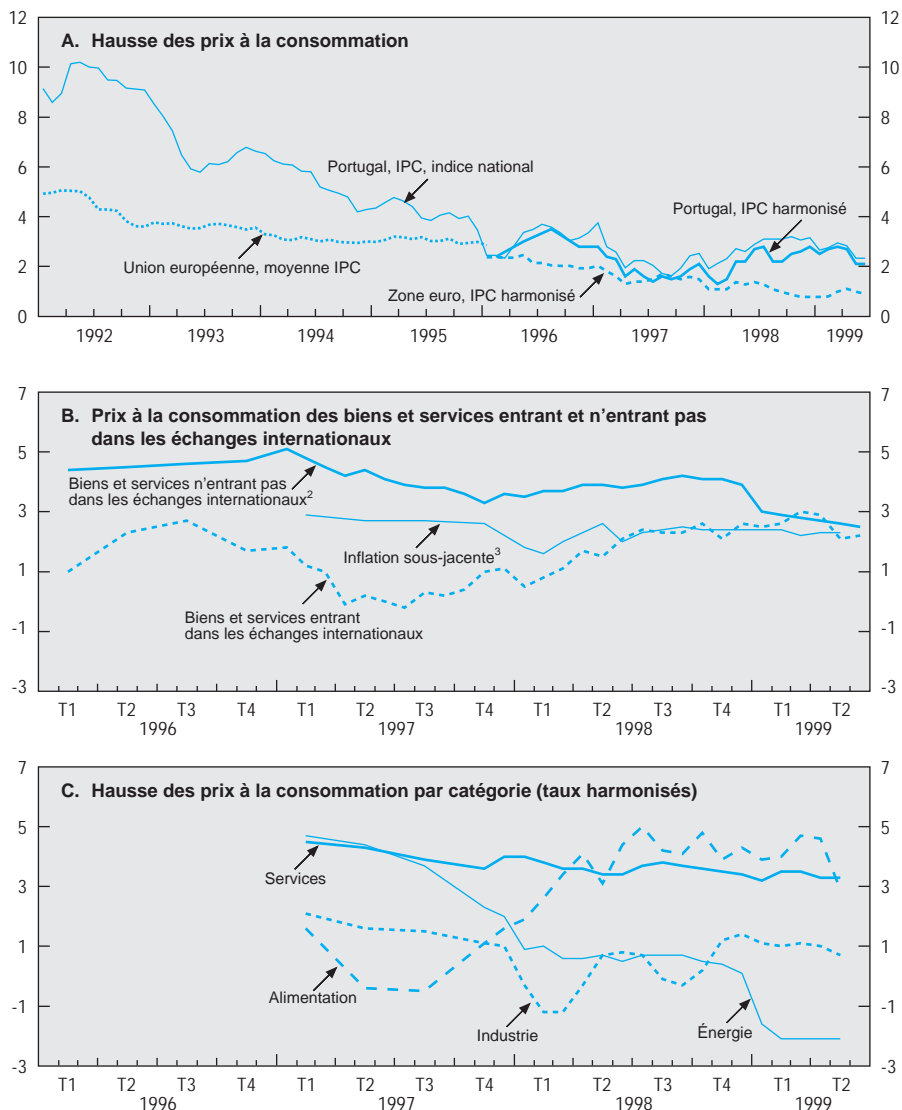 12 12
A. Hausse des prix à la consommation
10 10
8 8
6 6
Portugal, IPC, indice national
4 4
Portugal, IPC harmonisé
2 2
Union européenne, moyenne IPC
Zone euro, IPC harmonisé
0 0
1992 1993 1994 1995 1996 1997 1998 1999
7 7
B. Prix à la consommation des biens et services entrant et n'entrant pas
dans les échanges internationaux
5 5
Biens et services n'entrant pas
dans les échanges internationaux2
3 3
Inflation sous-jacente3
1 1
Biens et services entrant
dans les échanges internationaux
-1 -1
-3 -3
T1 T2 T3 T4 T1 T2 T3 T4 T1 T2 T3 T4 T1 T2
1996 1997 1998 1999
7 7
C. Hausse des prix à la consommation par catégorie (taux harmonisés)
5 5
Services
3 3
1 1
Alimentation
-1 -1
Industrie
Énergie
-3 -3
T1 T2 T3 T4 T1 T2 T3 T4 T1 T2 T3 T4 T1 T2
1996 1997 1998 1999